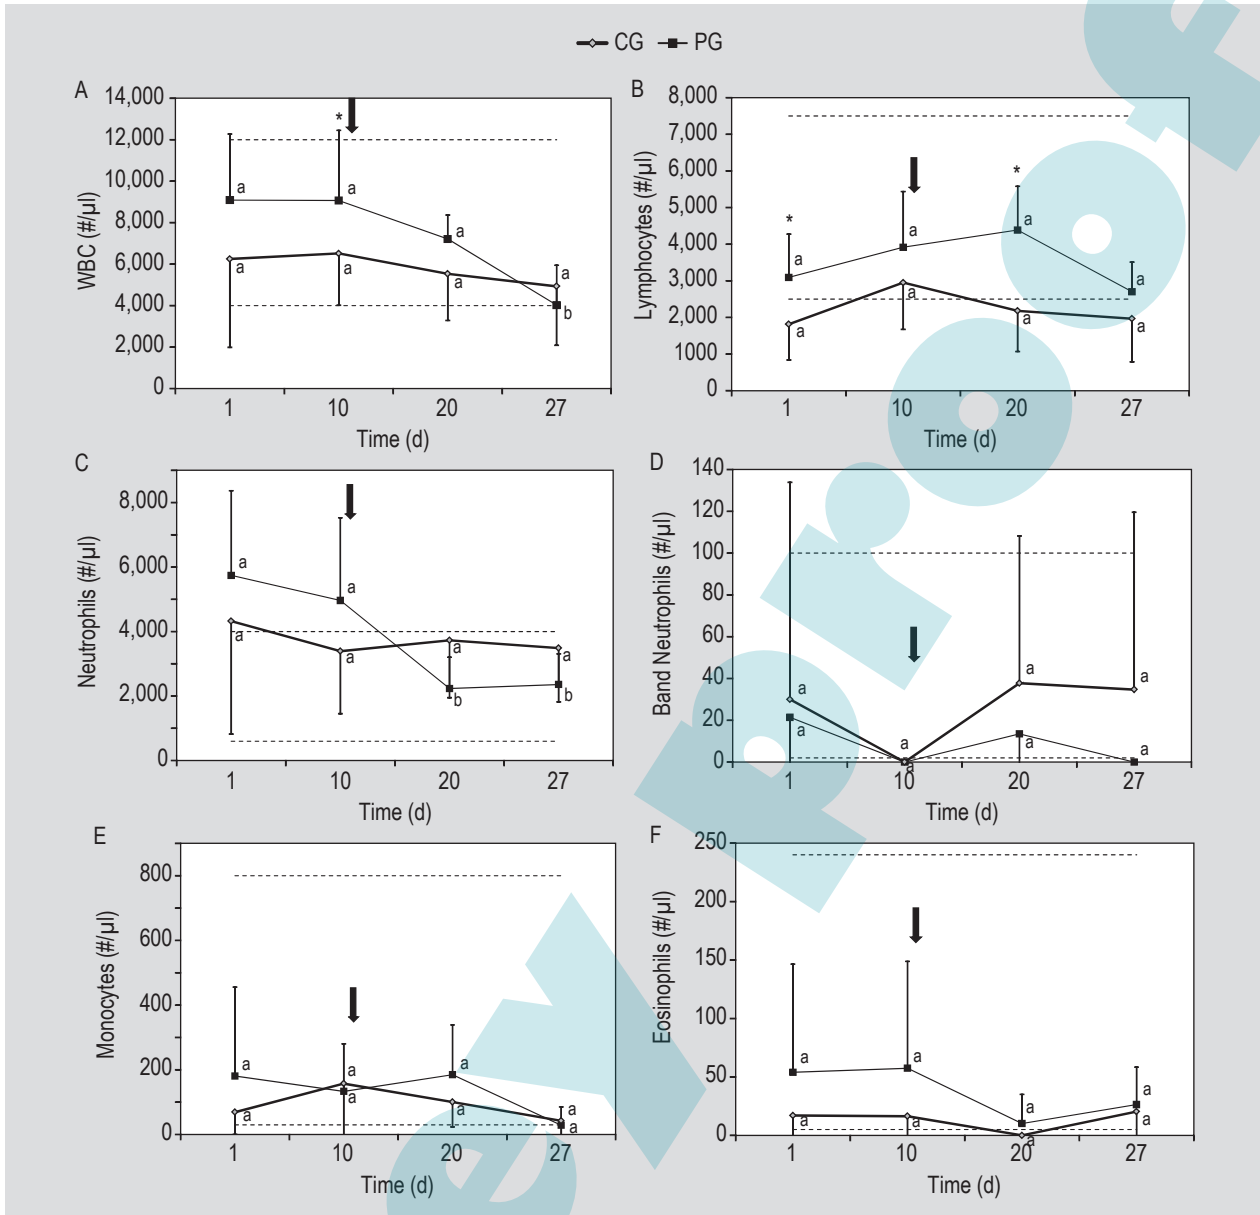 CG PG
A
14,000
12,000
10,000
8,000
6,000
4,000
2,000
0
WBC (#/µl)
*
a a a a
a a a b
1 10 20 27
Time (d)
B
8,000
7,000
6,000
5,000
4,000
3,000
2,000
1000
0
Lymphocytes (#/µl)
* *
a a a a
a a a a
1 10 20 27
Time (d)
C
8,000
6,000
4,000
2,000
0
Neutrophils (#/µl)
a a a a
a a b b
1 10 20 27
Time (d)
D
140
120
100
80
60
40
20
0
Band Neutrophils (#/µl)
a a a a
a a a a
1 10 20 27
Time (d)
E
800
600
400
200
0
Monocytes (#/µl)
a a a a
a a a a
1 10 20 27
Time (d)
F
250
200
150
100
50
0
Eosinophils (#/µl)
a a a a
a a a a
1 10 20 27
Time (d)
ey proof